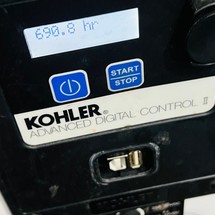 690.8 hr
START
STOP
KOHLER®
ADVANCED DIGITAL CONTROL II